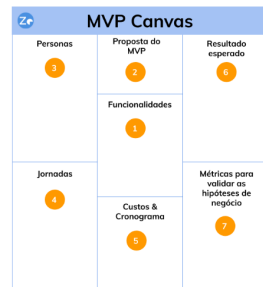 Ze
MVP Canvas
Personas
3
Proposta do
MVP
2
Resultado
esperado
6
Funcionalidades
1
Jornadas
4
Custos &
Cronograma
5
Métricas para
validar as
hipóteses de
negócio
7